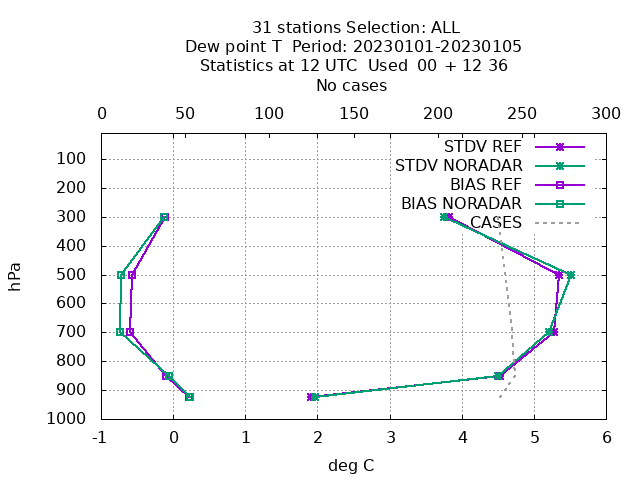 31 stations Selection: ALL
Dew point T  Period: 20230101-20230105
Statistics at 12 UTC  Used  00 + 12 36
No cases
0 50 100 150 200 250 300
STDV REF
STDV NORADAR
BIAS REF
BIAS NORADAR
CASES
hPa
100
200
300
400
500
600
700
800
900
1000
-1 0 1 2 3 4 5 6
deg C